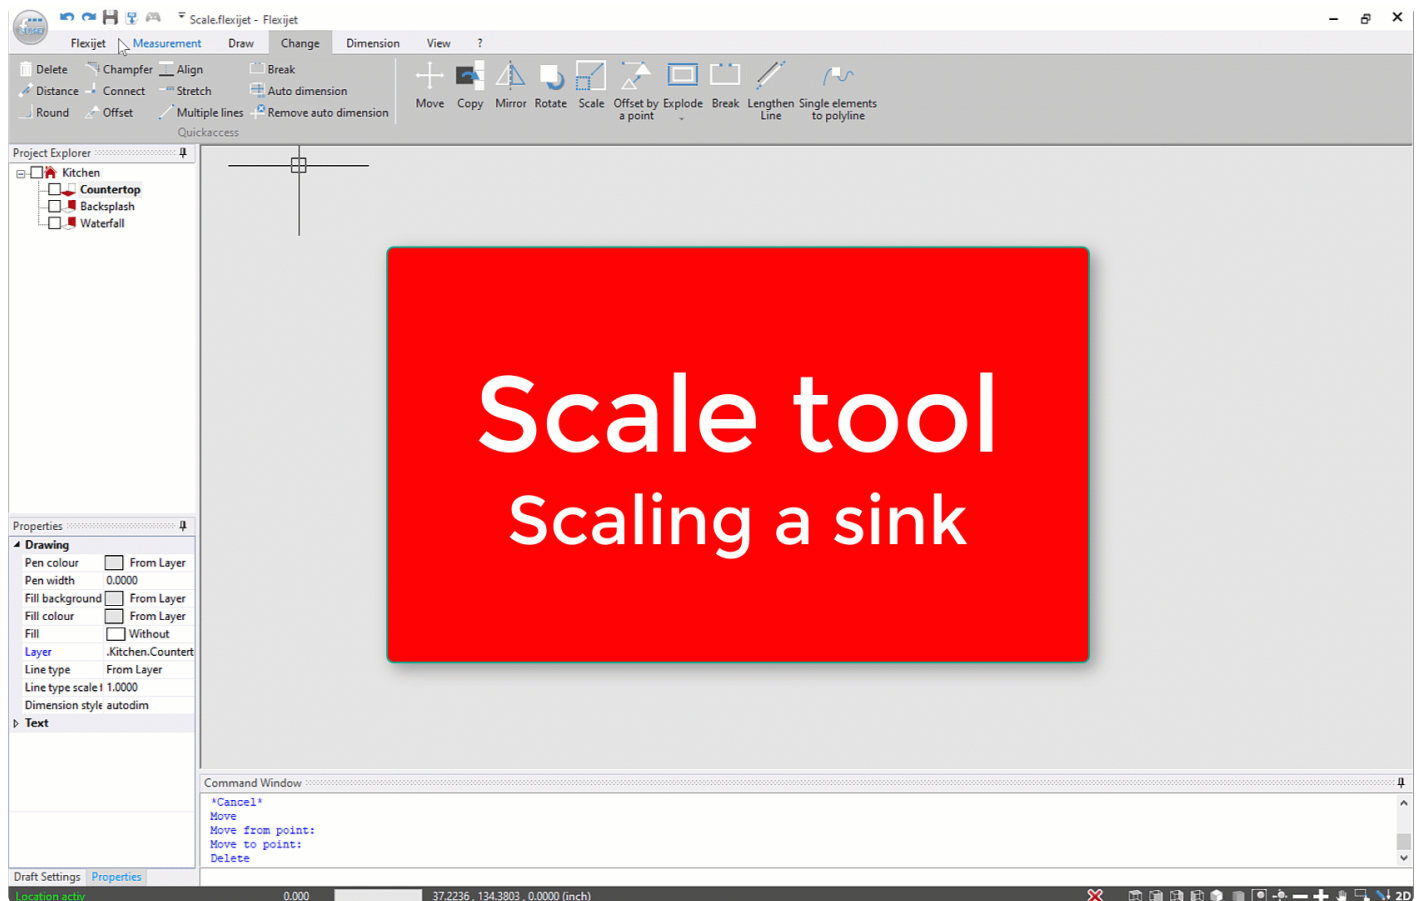 Scale.flexijet - Flexijet
Flexijet Measurement Draw Change Dimension View ?
Delete Champfer Align Break
Distance Connect Stretch Auto dimension
Round Offset Multiple lines Remove auto dimension
Quickaccess
Move Copy Mirror Rotate Scale Offset by a point Explode Break Lengthen Line Single elements to polyline
Project Explorer
Kitchen
Countertop
Backsplash
Waterfall
Scale tool
Scaling a sink
Properties
Drawing
Pen colour From Layer
Pen width 0.0000
Fill background From Layer
Fill colour From Layer
Fill Without
Layer .Kitchen.Countert
Line type From Layer
Line type scale f 1.0000
Dimension style autodim
Text
Draft Settings Properties
Command Window
*Cancel*
Move
Move from point:
Move to point:
Delete
Location activ 0.000 37.2236 , 134.3803 , 0.0000 (inch) 2D